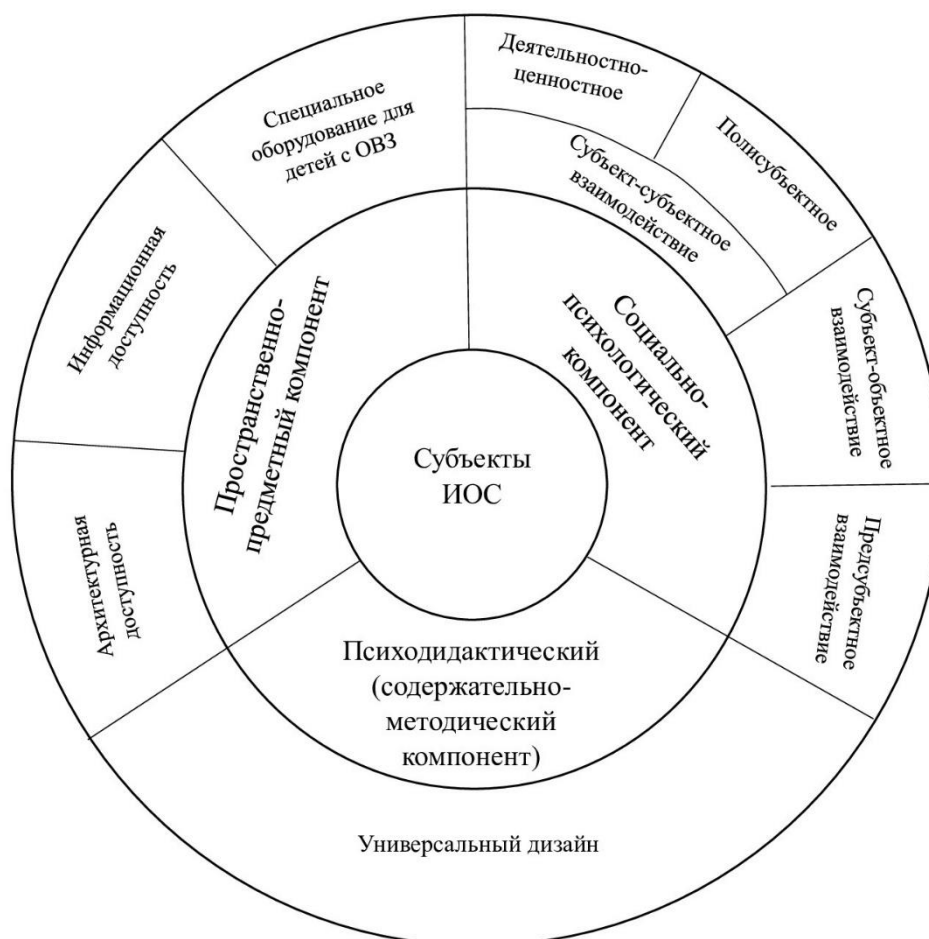 Деятельностно-
ценностное
Полисубъектное
Субъект-субъектное
взаимодействие
Специальное
оборудование для
детей с ОВЗ
Информационная
доступность
Архитектурная
доступность
Пространственно-
предметный компонент
Социально-
психологический
компонент
Субъект-объектное
взаимодействие
Предсубъектное
взаимодействие
Субъекты
ИОС
Психодидактический
(содержательно-
методический
компонент)
Универсальный дизайн